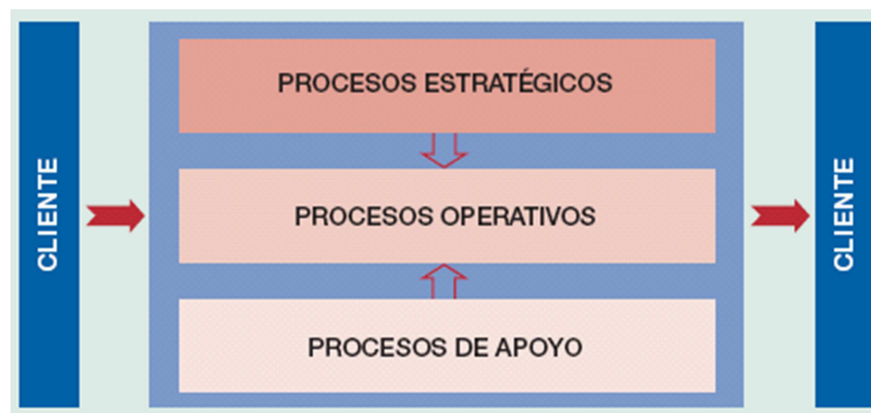 CLIENTE
PROCESOS ESTRATÉGICOS
PROCESOS OPERATIVOS
PROCESOS DE APOYO
CLIENTE